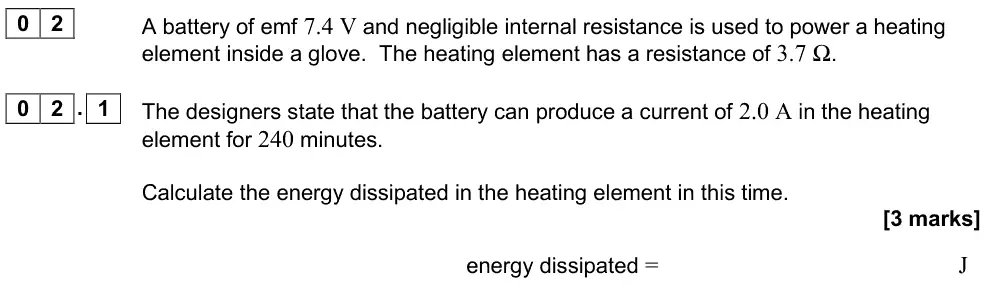 0 2 A battery of emf 7.4 V and negligible internal resistance is used to power a heating
element inside a glove. The heating element has a resistance of 3.7 Ω.
0 2 . 1 The designers state that the battery can produce a current of 2.0 A in the heating
element for 240 minutes.
Calculate the energy dissipated in the heating element in this time.
[3 marks]
energy dissipated = J